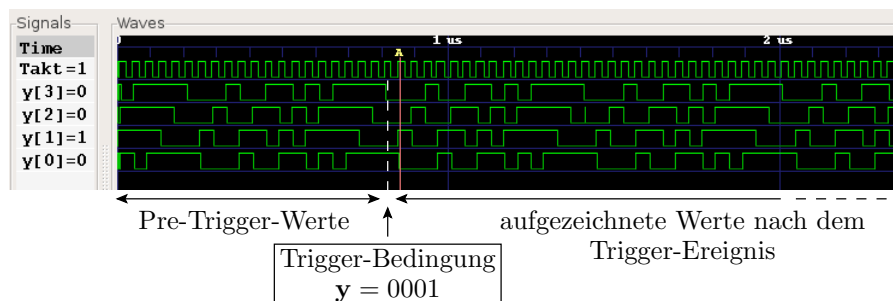 Signals
Waves
Time
0
1 us
2 us
A
Takt=1
y[3]=0
y[2]=0
y[1]=1
y[0]=0
Pre-Trigger-Werte
aufgezeichnete Werte nach dem
Trigger-Ereignis
Trigger-Bedingung
y = 0001